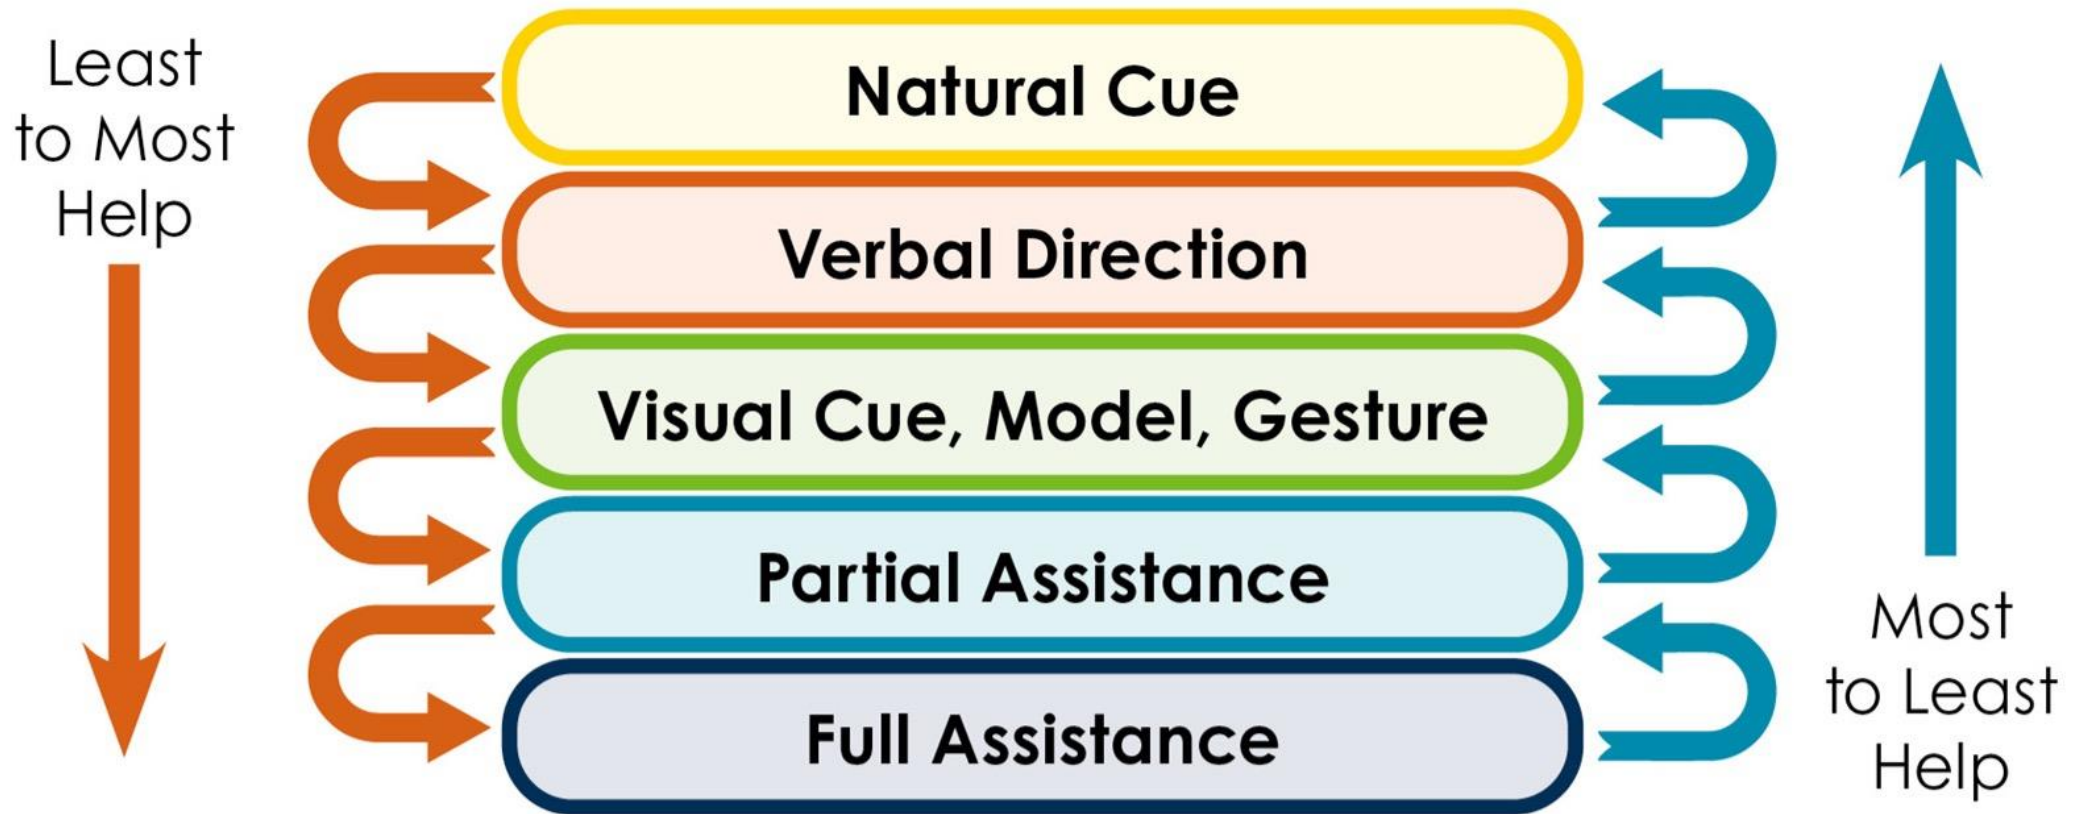 Least
to Most
Help
Natural Cue
Verbal Direction
Visual Cue, Model, Gesture
Partial Assistance
Full Assistance
Most
to Least
Help